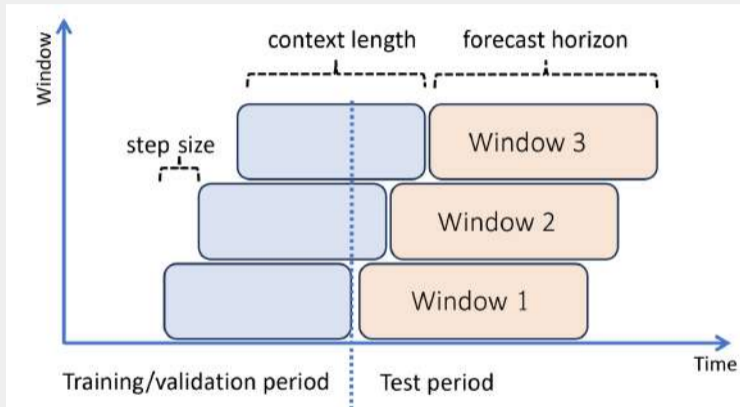 Window
context length
forecast horizon
step size
Window 3
Window 2
Window 1
Time
Training/validation period
Test period